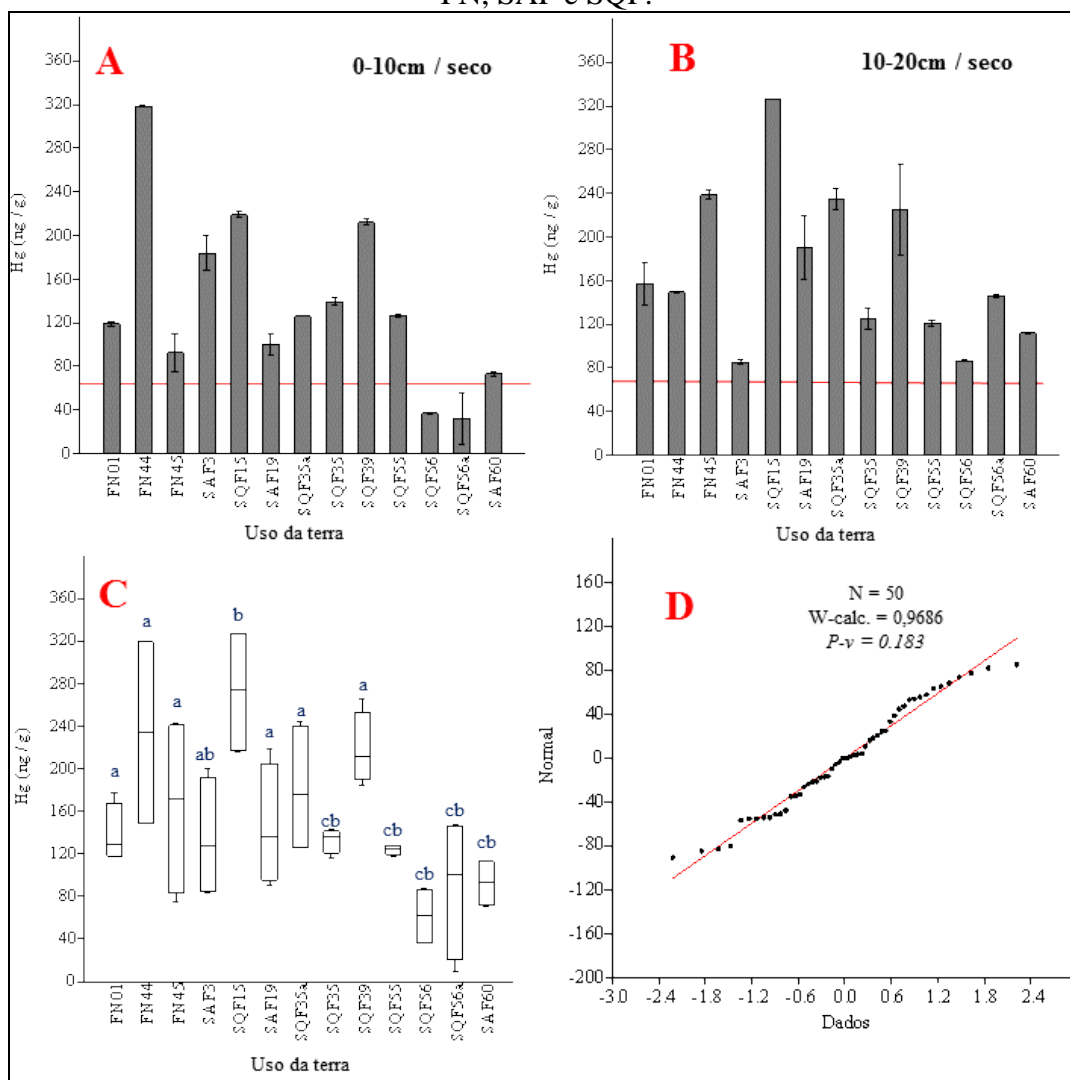 FN, SAF e SQF.
A
0-10cm / seco
360
320
280
240
200
160
120
80
40
0
Hg (ng / g)
FN01
FN44
FN45
SAF3
SQF15
SAF19
SQF35a
SQF35
SQF39
SQF55
SQF56
SQF56a
SAF60
Uso da terra
B
10-20cm / seco
360
320
280
240
200
160
120
80
40
0
Hg (ng / g)
FN01
FN44
FN45
SAF3
SQF15
SAF19
SQF35a
SQF35
SQF39
SQF55
SQF56
SQF56a
SAF60
Uso da terra
C
360
320
280
240
200
160
120
80
40
0
Hg (ng / g)
a
a
a
ab
b
a
a
cb
a
cb
cb
cb
cb
FN01
FN44
FN45
SAF3
SQF15
SAF19
SQF35a
SQF35
SQF39
SQF55
SQF56
SQF56a
SAF60
Uso da terra
D
N = 50
W-calc. = 0,9686
P-v = 0.183
160
120
80
40
0
-40
-80
-120
-160
-200
Normal
-3.0 -2.4 -1.8 -1.2 -0.6 0.0 0.6 1.2 1.8 2.4
Dados